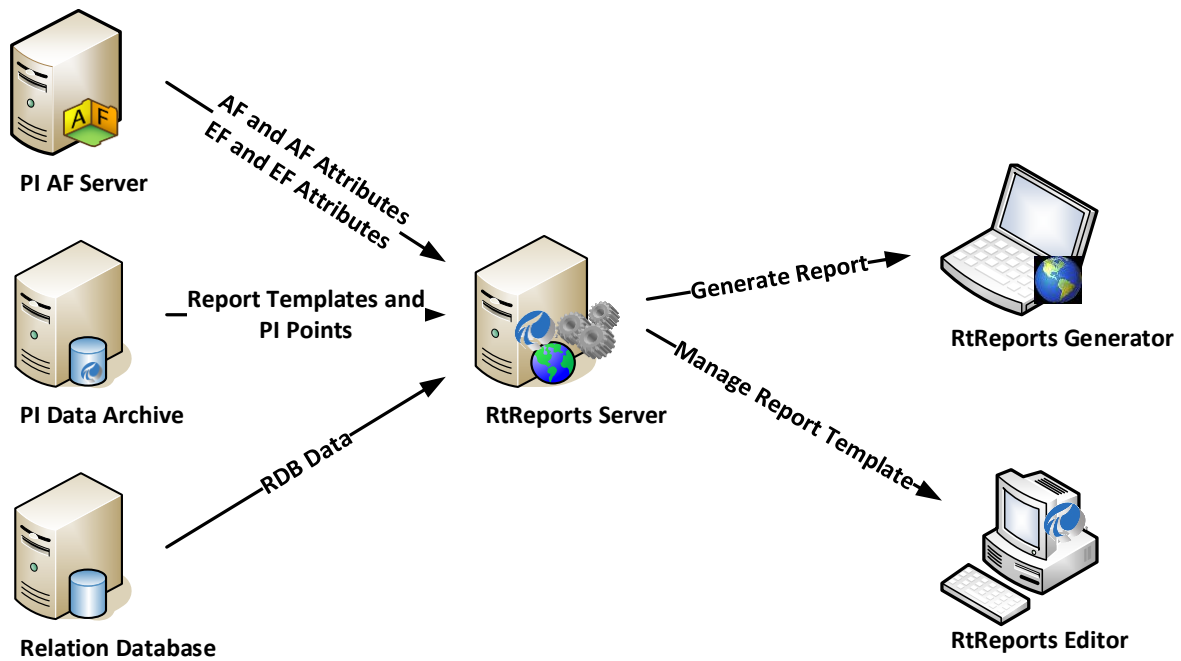 A F
PI AF Server
AF and AF Attributes
EF and EF Attributes
Report Templates and
PI Points
PI Data Archive
RDB Data
Relation Database
RtReports Server
Generate Report
RtReports Generator
Manage Report Template
RtReports Editor